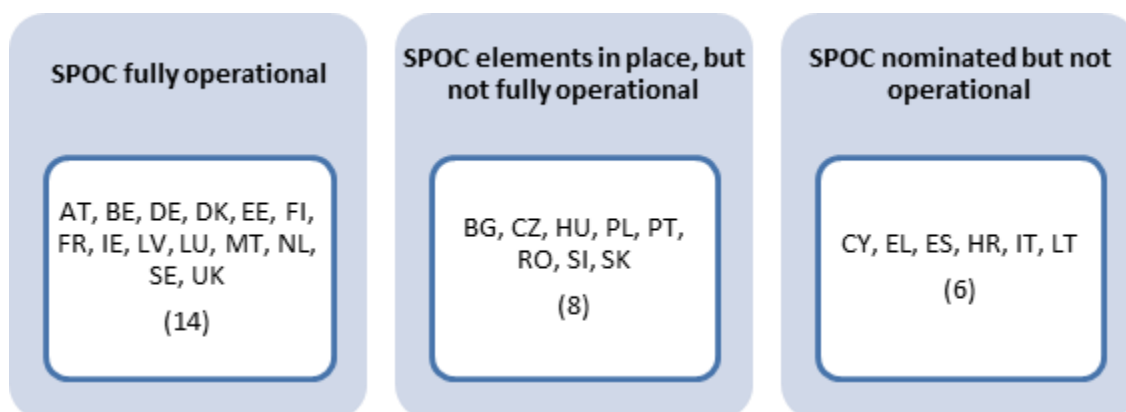 SPOC fully operational
AT, BE, DE, DK, EE, FI,
FR, IE, LV, LU, MT, NL,
SE, UK
(14)
SPOC elements in place, but
not fully operational
BG, CZ, HU, PL, PT,
RO, SI, SK
(8)
SPOC nominated but not
operational
CY, EL, ES, HR, IT, LT
(6)